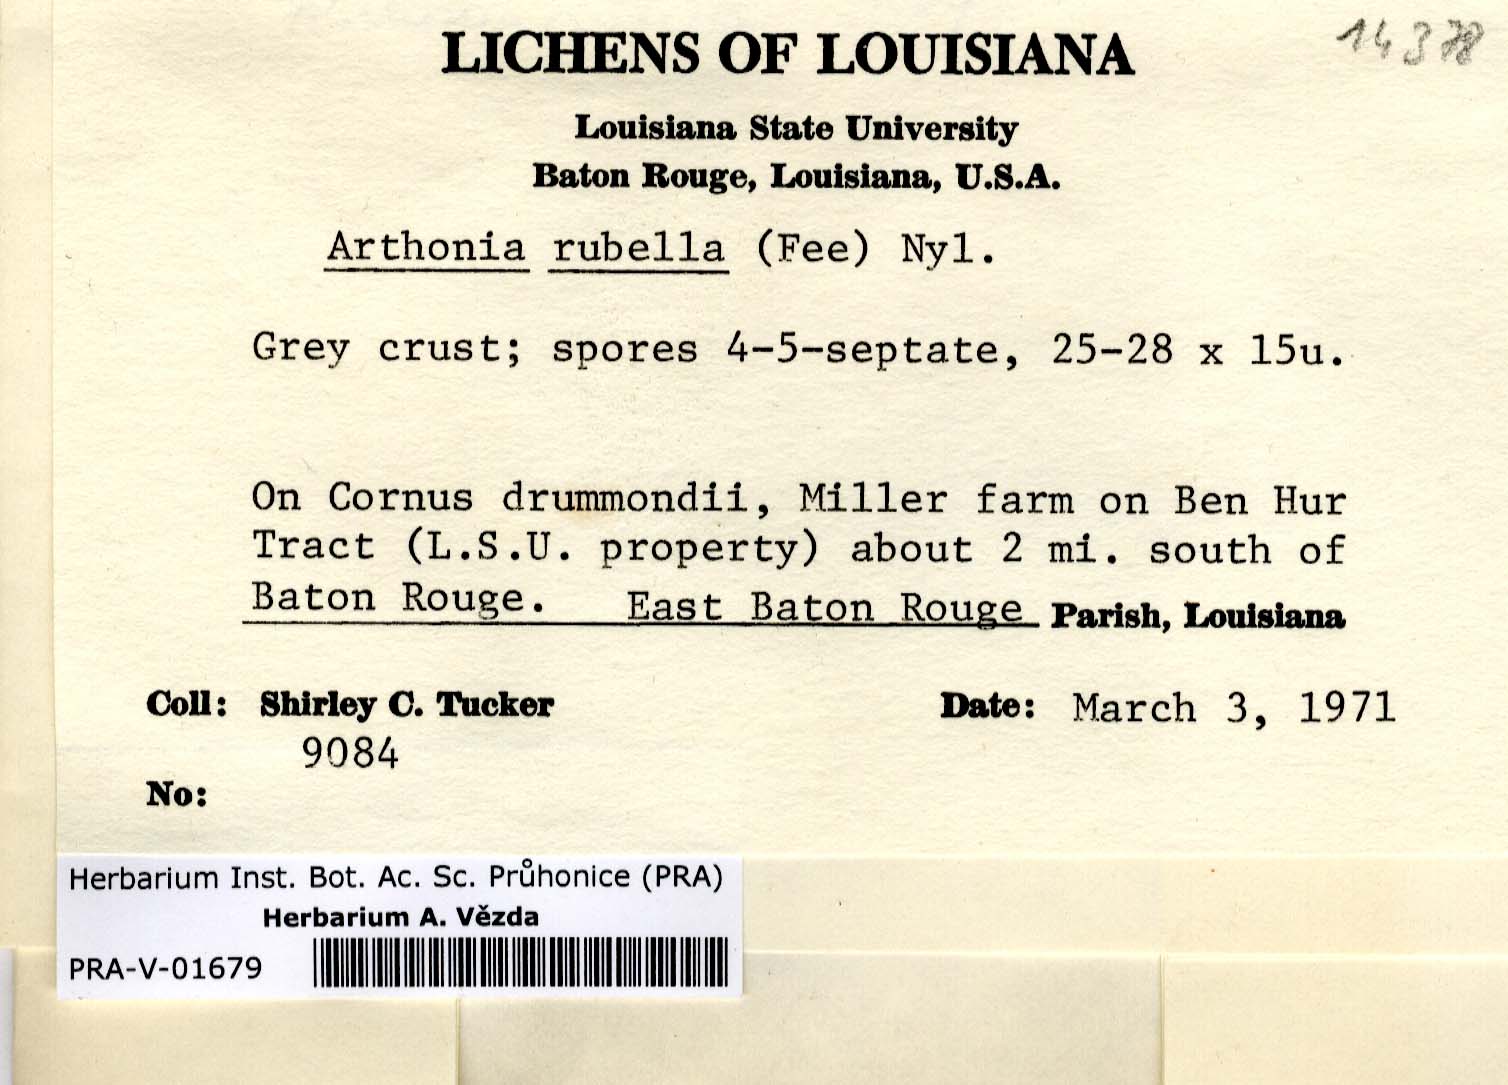 14378
LICHENS OF LOUISIANA
Louisiana State University
Baton Rouge, Louisiana, U.S.A.
Arthonia rubella (Fee) Nyl.
Grey crust; spores 4-5-septate, 25-28 x 15u.
On Cornus drummondii, Miller farm on Ben Hur
Tract (L.S.U. property) about 2 mi. south of
Baton Rouge. East Baton Rouge Parish, Louisiana
Coll: Shirley C. Tucker Date: March 3, 1971
9084
No:
Herbarium Inst. Bot. Ac. Sc. Průhonice (PRA)
Herbarium A. Vězda
PRA-V-01679